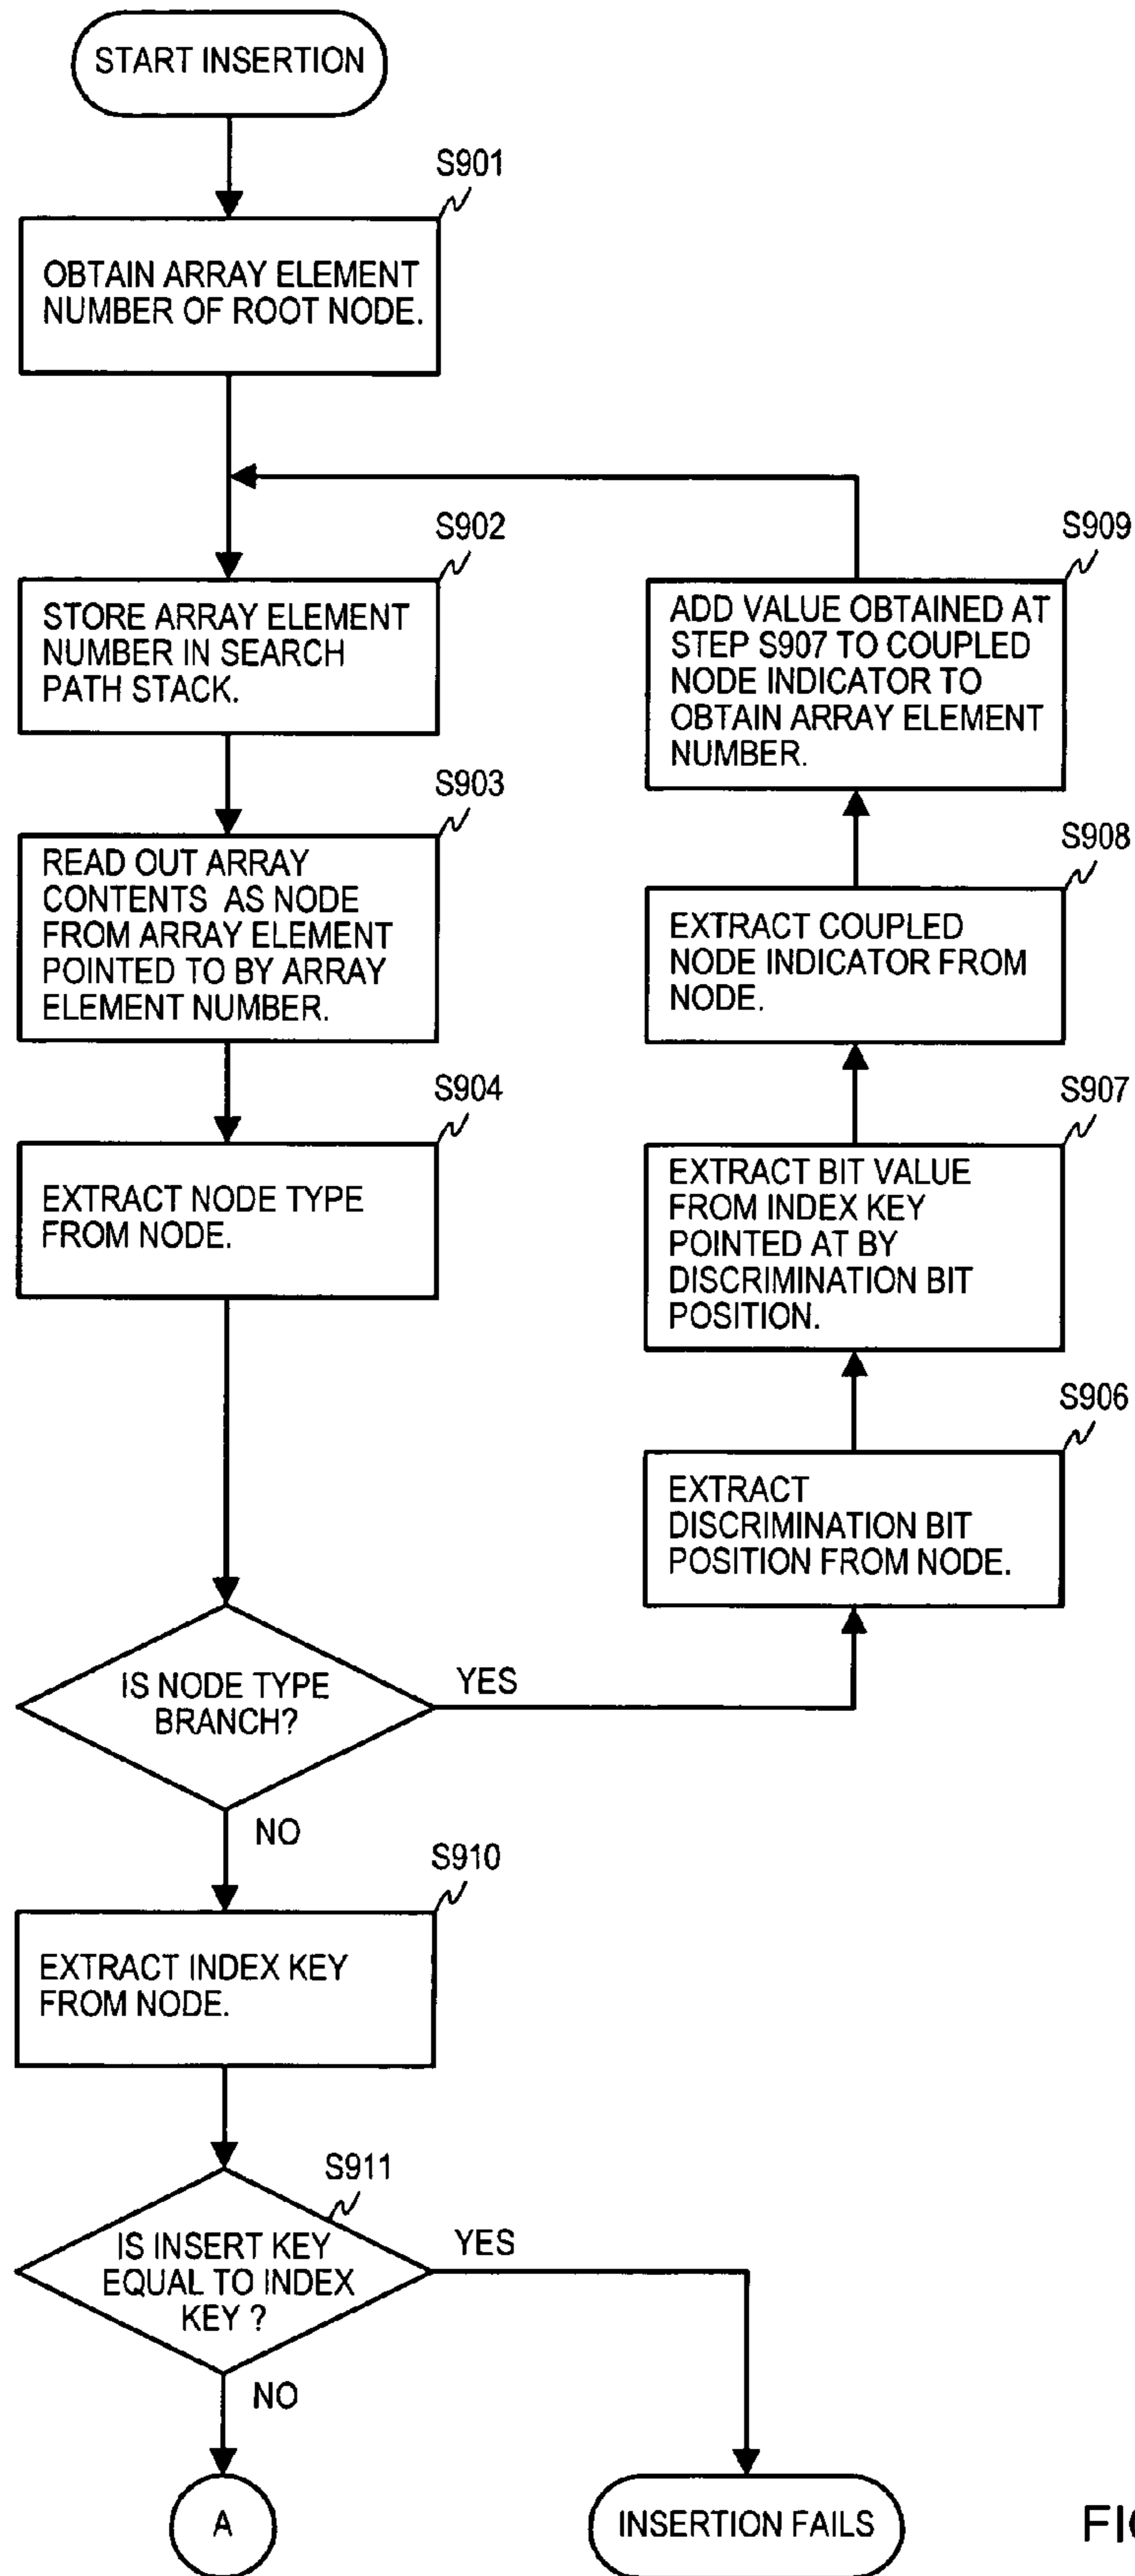 START INSERTION
S901
OBTAIN ARRAY ELEMENT
NUMBER OF ROOT NODE.
S902
STORE ARRAY ELEMENT
NUMBER IN SEARCH
PATH STACK.
S903
READ OUT ARRAY
CONTENTS AS NODE
FROM ARRAY ELEMENT
POINTED TO BY ARRAY
ELEMENT NUMBER.
S904
EXTRACT NODE TYPE
FROM NODE.
IS NODE TYPE
BRANCH?
YES
NO
S906
EXTRACT
DISCRIMINATION BIT
POSITION FROM NODE.
S907
EXTRACT BIT VALUE
FROM INDEX KEY
POINTED AT BY
DISCRIMINATION BIT
POSITION.
S908
EXTRACT COUPLED
NODE INDICATOR FROM
NODE.
S909
ADD VALUE OBTAINED AT
STEP S907 TO COUPLED
NODE INDICATOR TO
OBTAIN ARRAY ELEMENT
NUMBER.
S910
EXTRACT INDEX KEY
FROM NODE.
S911
IS INSERT KEY
EQUAL TO INDEX
KEY ?
YES
NO
A
INSERTION FAILS